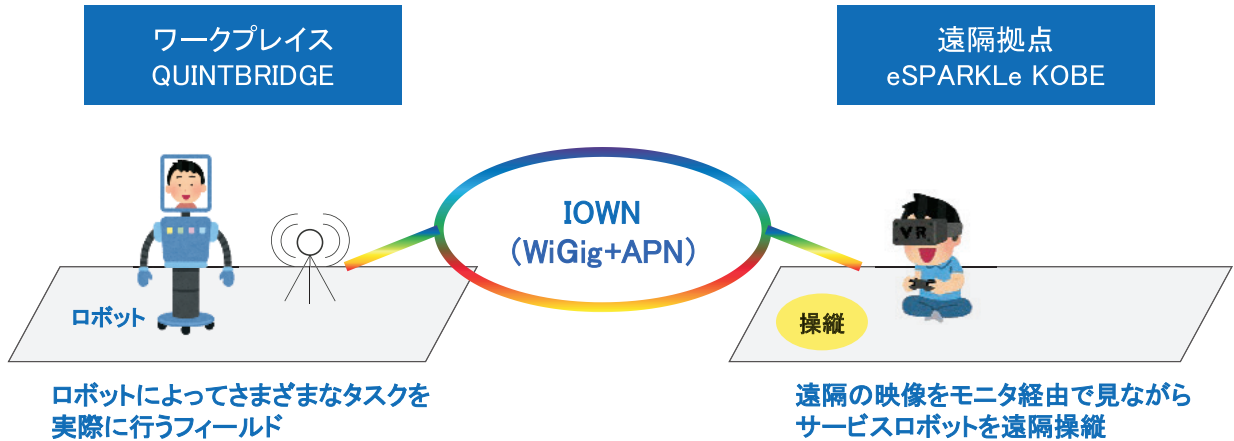 ワークプレイス
QUINTBRIDGE
遠隔拠点
eSPARKLe KOBE
IOWN
(WiGig+APN)
VR
ロボット
操縦
ロボットによってさまざまなタスクを
実際に行うフィールド
遠隔の映像をモニタ経由で見ながら
サービスロボットを遠隔操縦